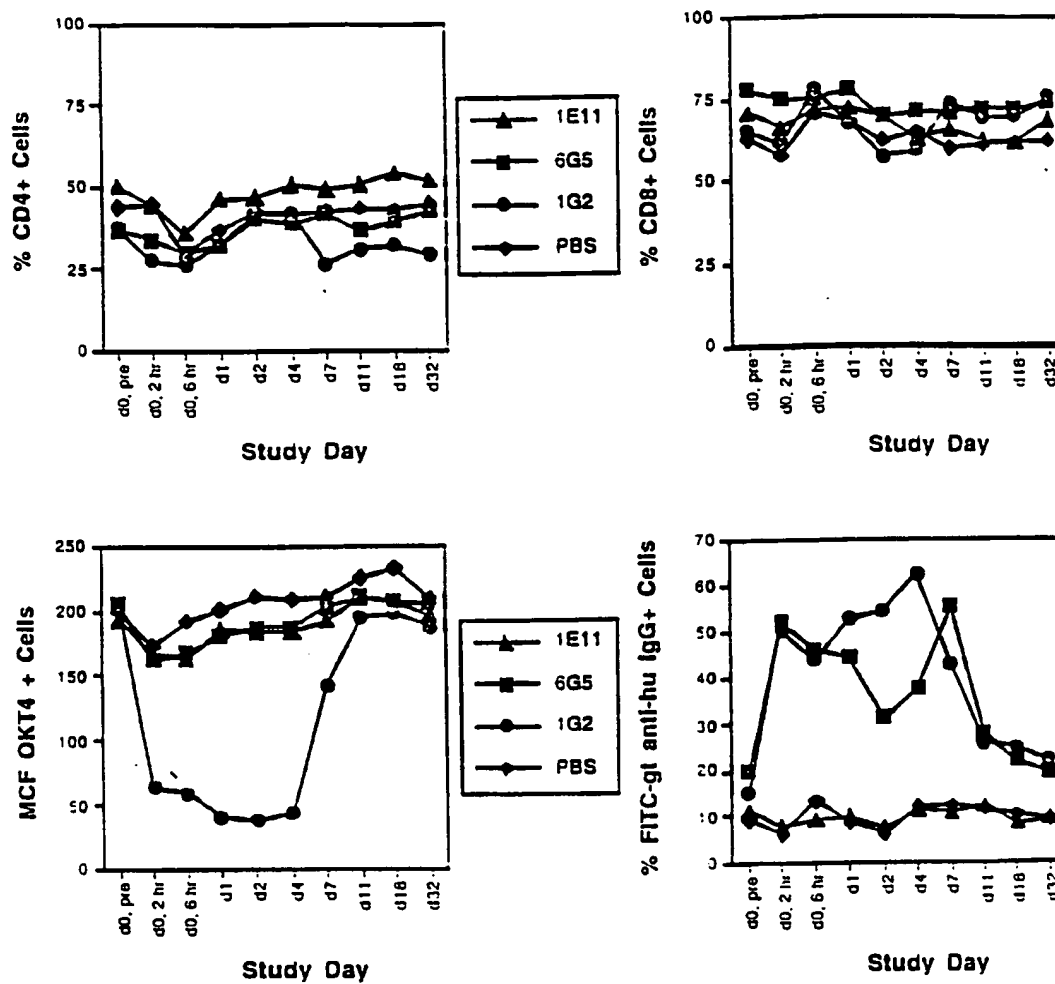 % CD4+ Cells
100
75
50
25
0
d0, pre
d0, 2 hr
d0, 6 hr
d1
d2
d4
d7
d11
d18
d32
Study Day
1E11
6G5
1G2
PBS
% CD8+ Cells
100
75
50
25
0
d0, pre
d0, 2 hr
d0, 6 hr
d1
d2
d4
d7
d11
d18
d32
Study Day
MCF OKT4 + Cells
250
200
150
100
50
0
d0, pre
d0, 2 hr
d0, 6 hr
d1
d2
d4
d7
d11
d18
d32
Study Day
1E11
6G5
1G2
PBS
% FITC-gt anti-hu IgG+ Cells
70
60
50
40
30
20
10
0
d0, pre
d0, 2 hr
d0, 6 hr
d1
d2
d4
d7
d11
d18
d32
Study Day